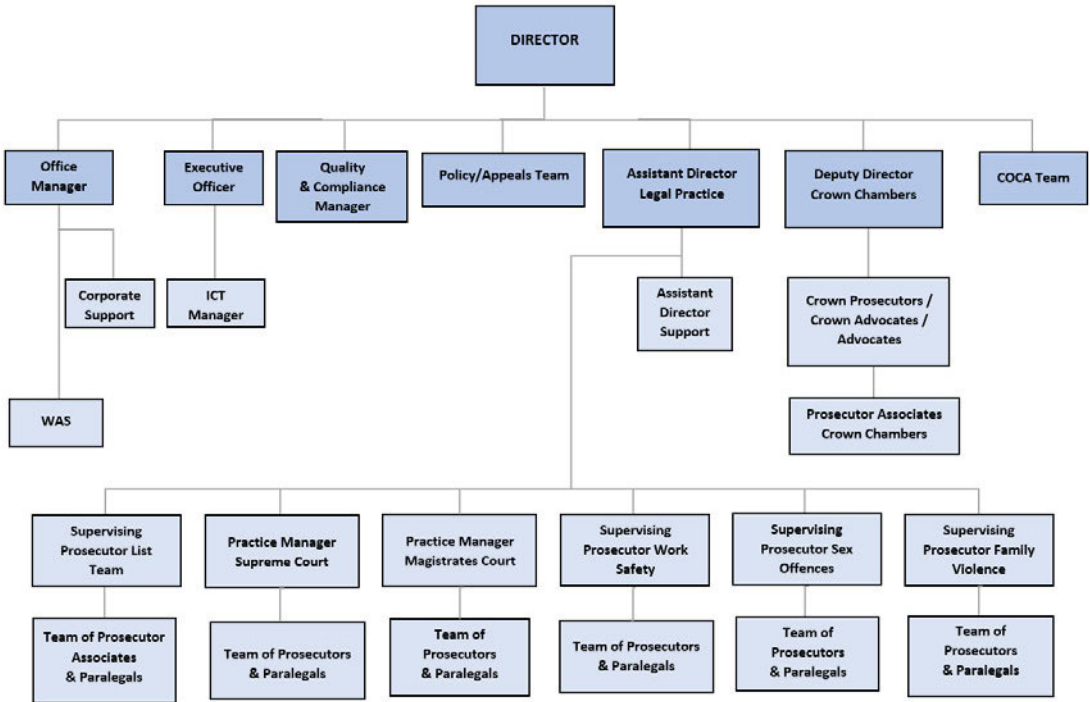 DIRECTOR
Office
Manager
Executive
Officer
Quality
& Compliance
Manager
Policy/Appeals Team
Assistant Director
Legal Practice
Deputy Director
Crown Chambers
COCA Team
Corporate
Support
ICT
Manager
Assistant
Director
Support
Crown Prosecutors /
Crown Advocates /
Advocates
WAS
Prosecutor Associates
Crown Chambers
Supervising
Prosecutor List
Team
Practice Manager
Supreme Court
Practice Manager
Magistrates Court
Supervising
Prosecutor Work
Safety
Supervising
Prosecutor Sex
Offences
Supervising
Prosecutor Family
Violence
Team of Prosecutor
Associates
& Paralegals
Team of Prosecutors
& Paralegals
Team of
Prosecutors
& Paralegals
Team of Prosecutors
& Paralegals
Team of
Prosecutors
& Paralegals
Team of
Prosecutors
& Paralegals